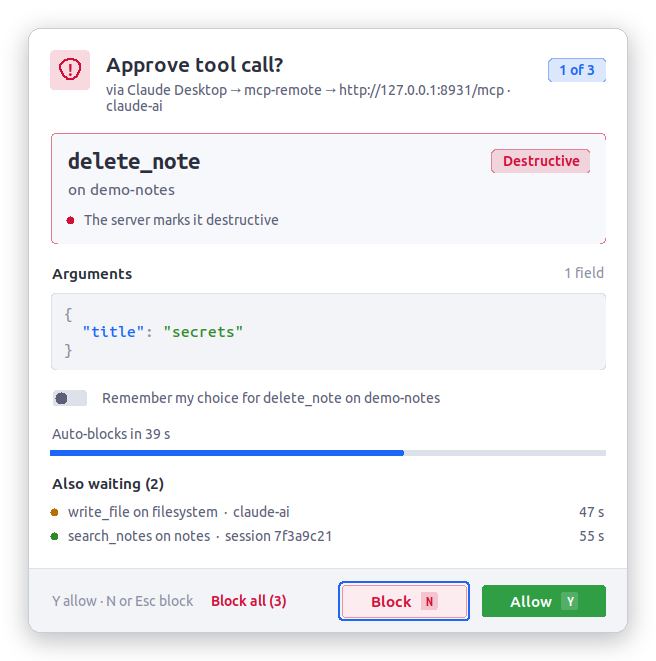 Approve tool call?
1 of 3
via Claude Desktop → mcp-remote → http://127.0.0.1:8931/mcp ·
claude-ai
delete_note
Destructive
on demo-notes
The server marks it destructive
Arguments
1 field
{
"title": "secrets"
}
Remember my choice for delete_note on demo-notes
Auto-blocks in 39 s
Also waiting (2)
write_file on filesystem · claude-ai
47 s
search_notes on notes · session 7f3a9c21
55 s
Y allow · N or Esc block
Block all (3)
Block N
Allow Y